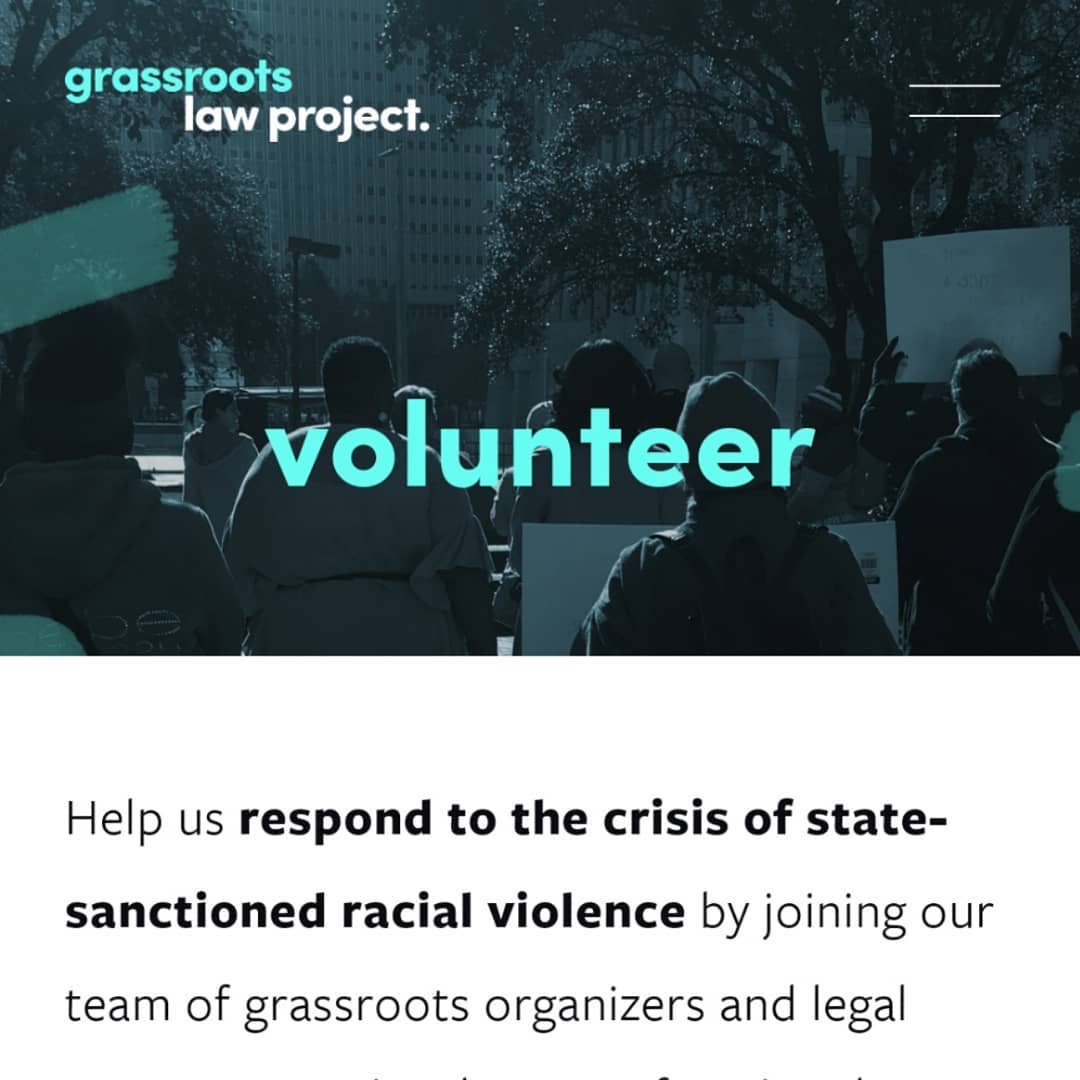 grassroots
law project.
volunteer
Help us respond to the crisis of state-
sanctioned racial violence by joining our
team of grassroots organizers and legal